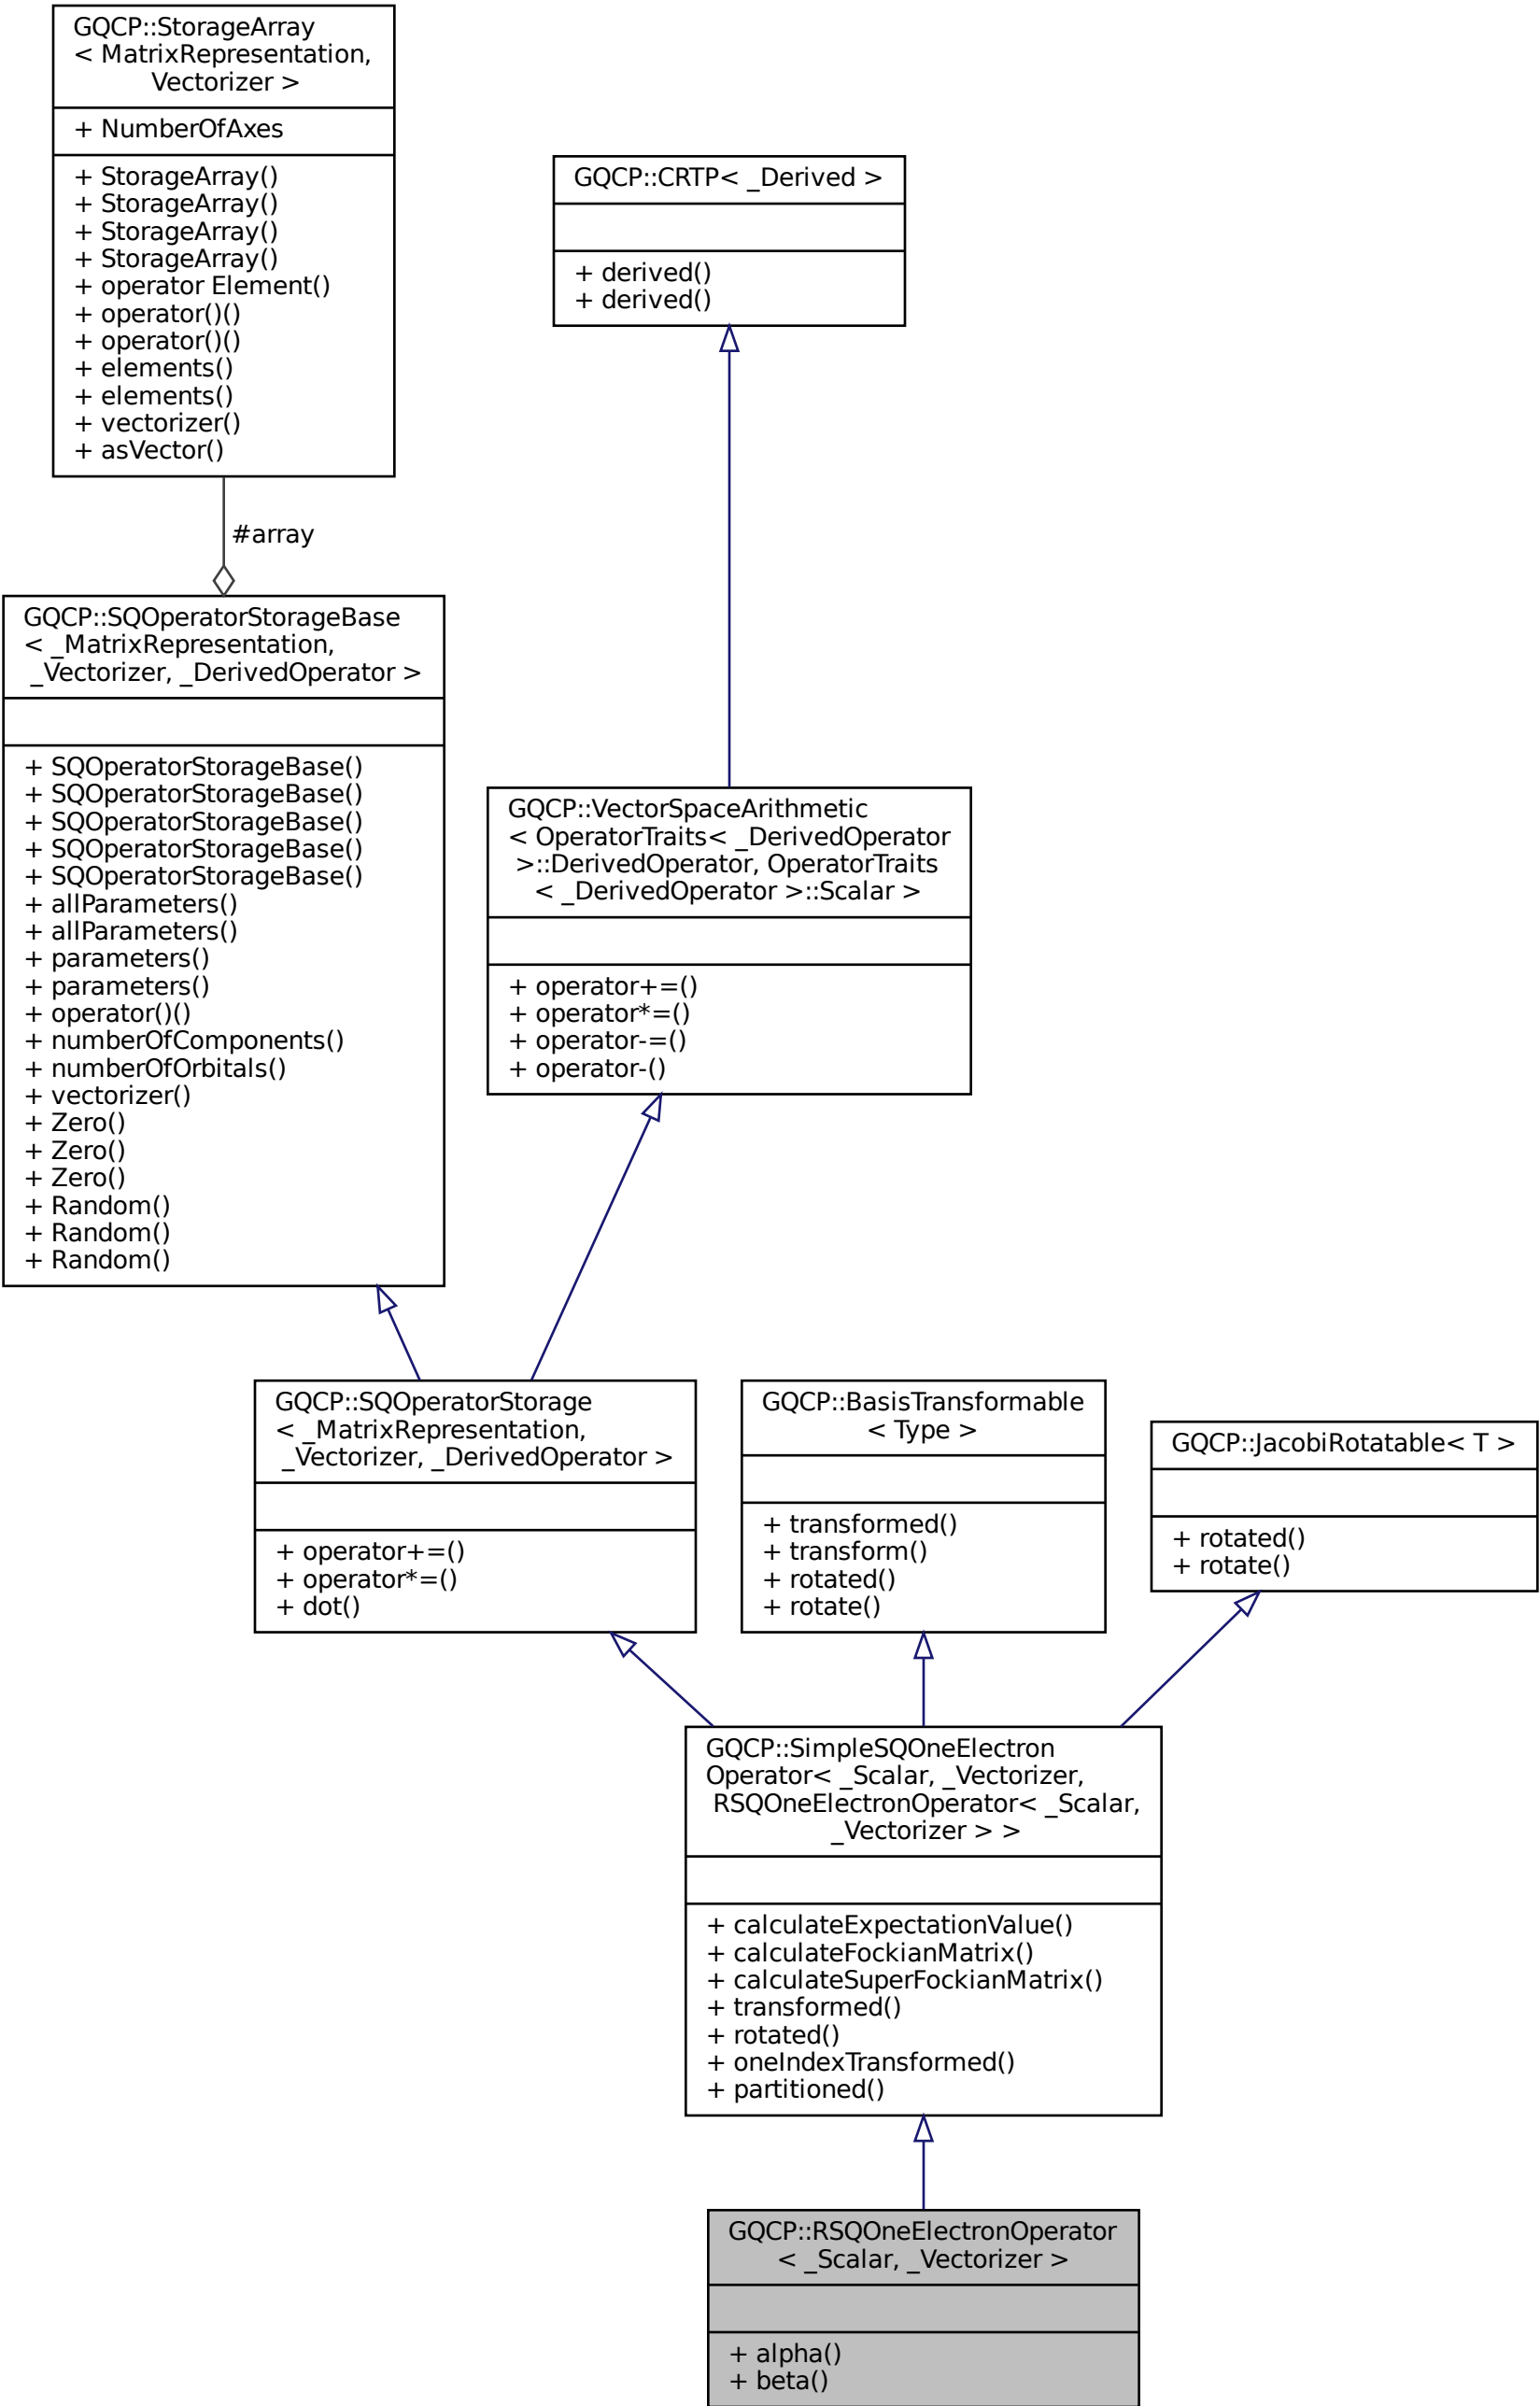 GQCP::StorageArray
< MatrixRepresentation,
Vectorizer >
+ NumberOfAxes
+ StorageArray()
+ StorageArray()
+ StorageArray()
+ StorageArray()
+ operator Element()
+ operator()()
+ operator()()
+ elements()
+ elements()
+ vectorizer()
+ asVector()
GQCP::CRTP< _Derived >
+ derived()
+ derived()
#array
GQCP::SQOperatorStorageBase
< _MatrixRepresentation,
_Vectorizer, _DerivedOperator >
+ SQOperatorStorageBase()
+ SQOperatorStorageBase()
+ SQOperatorStorageBase()
+ SQOperatorStorageBase()
+ SQOperatorStorageBase()
+ allParameters()
+ allParameters()
+ parameters()
+ parameters()
+ operator()()
+ numberOfComponents()
+ numberOfOrbitals()
+ vectorizer()
+ Zero()
+ Zero()
+ Zero()
+ Random()
+ Random()
+ Random()
GQCP::VectorSpaceArithmetic
< OperatorTraits< _DerivedOperator
>::DerivedOperator, OperatorTraits
< _DerivedOperator >::Scalar >
+ operator+=()
+ operator*=()
+ operator-=()
+ operator-()
GQCP::SQOperatorStorage
< _MatrixRepresentation,
_Vectorizer, _DerivedOperator >
+ operator+=()
+ operator*=()
+ dot()
GQCP::BasisTransformable
< Type >
+ transformed()
+ transform()
+ rotated()
+ rotate()
GQCP::JacobiRotatable< T >
+ rotated()
+ rotate()
GQCP::SimpleSQOneElectron
Operator< _Scalar, _Vectorizer,
RSQOneElectronOperator< _Scalar,
_Vectorizer > >
+ calculateExpectationValue()
+ calculateFockianMatrix()
+ calculateSuperFockianMatrix()
+ transformed()
+ rotated()
+ oneIndexTransformed()
+ partitioned()
GQCP::RSQOneElectronOperator
< _Scalar, _Vectorizer >
+ alpha()
+ beta()